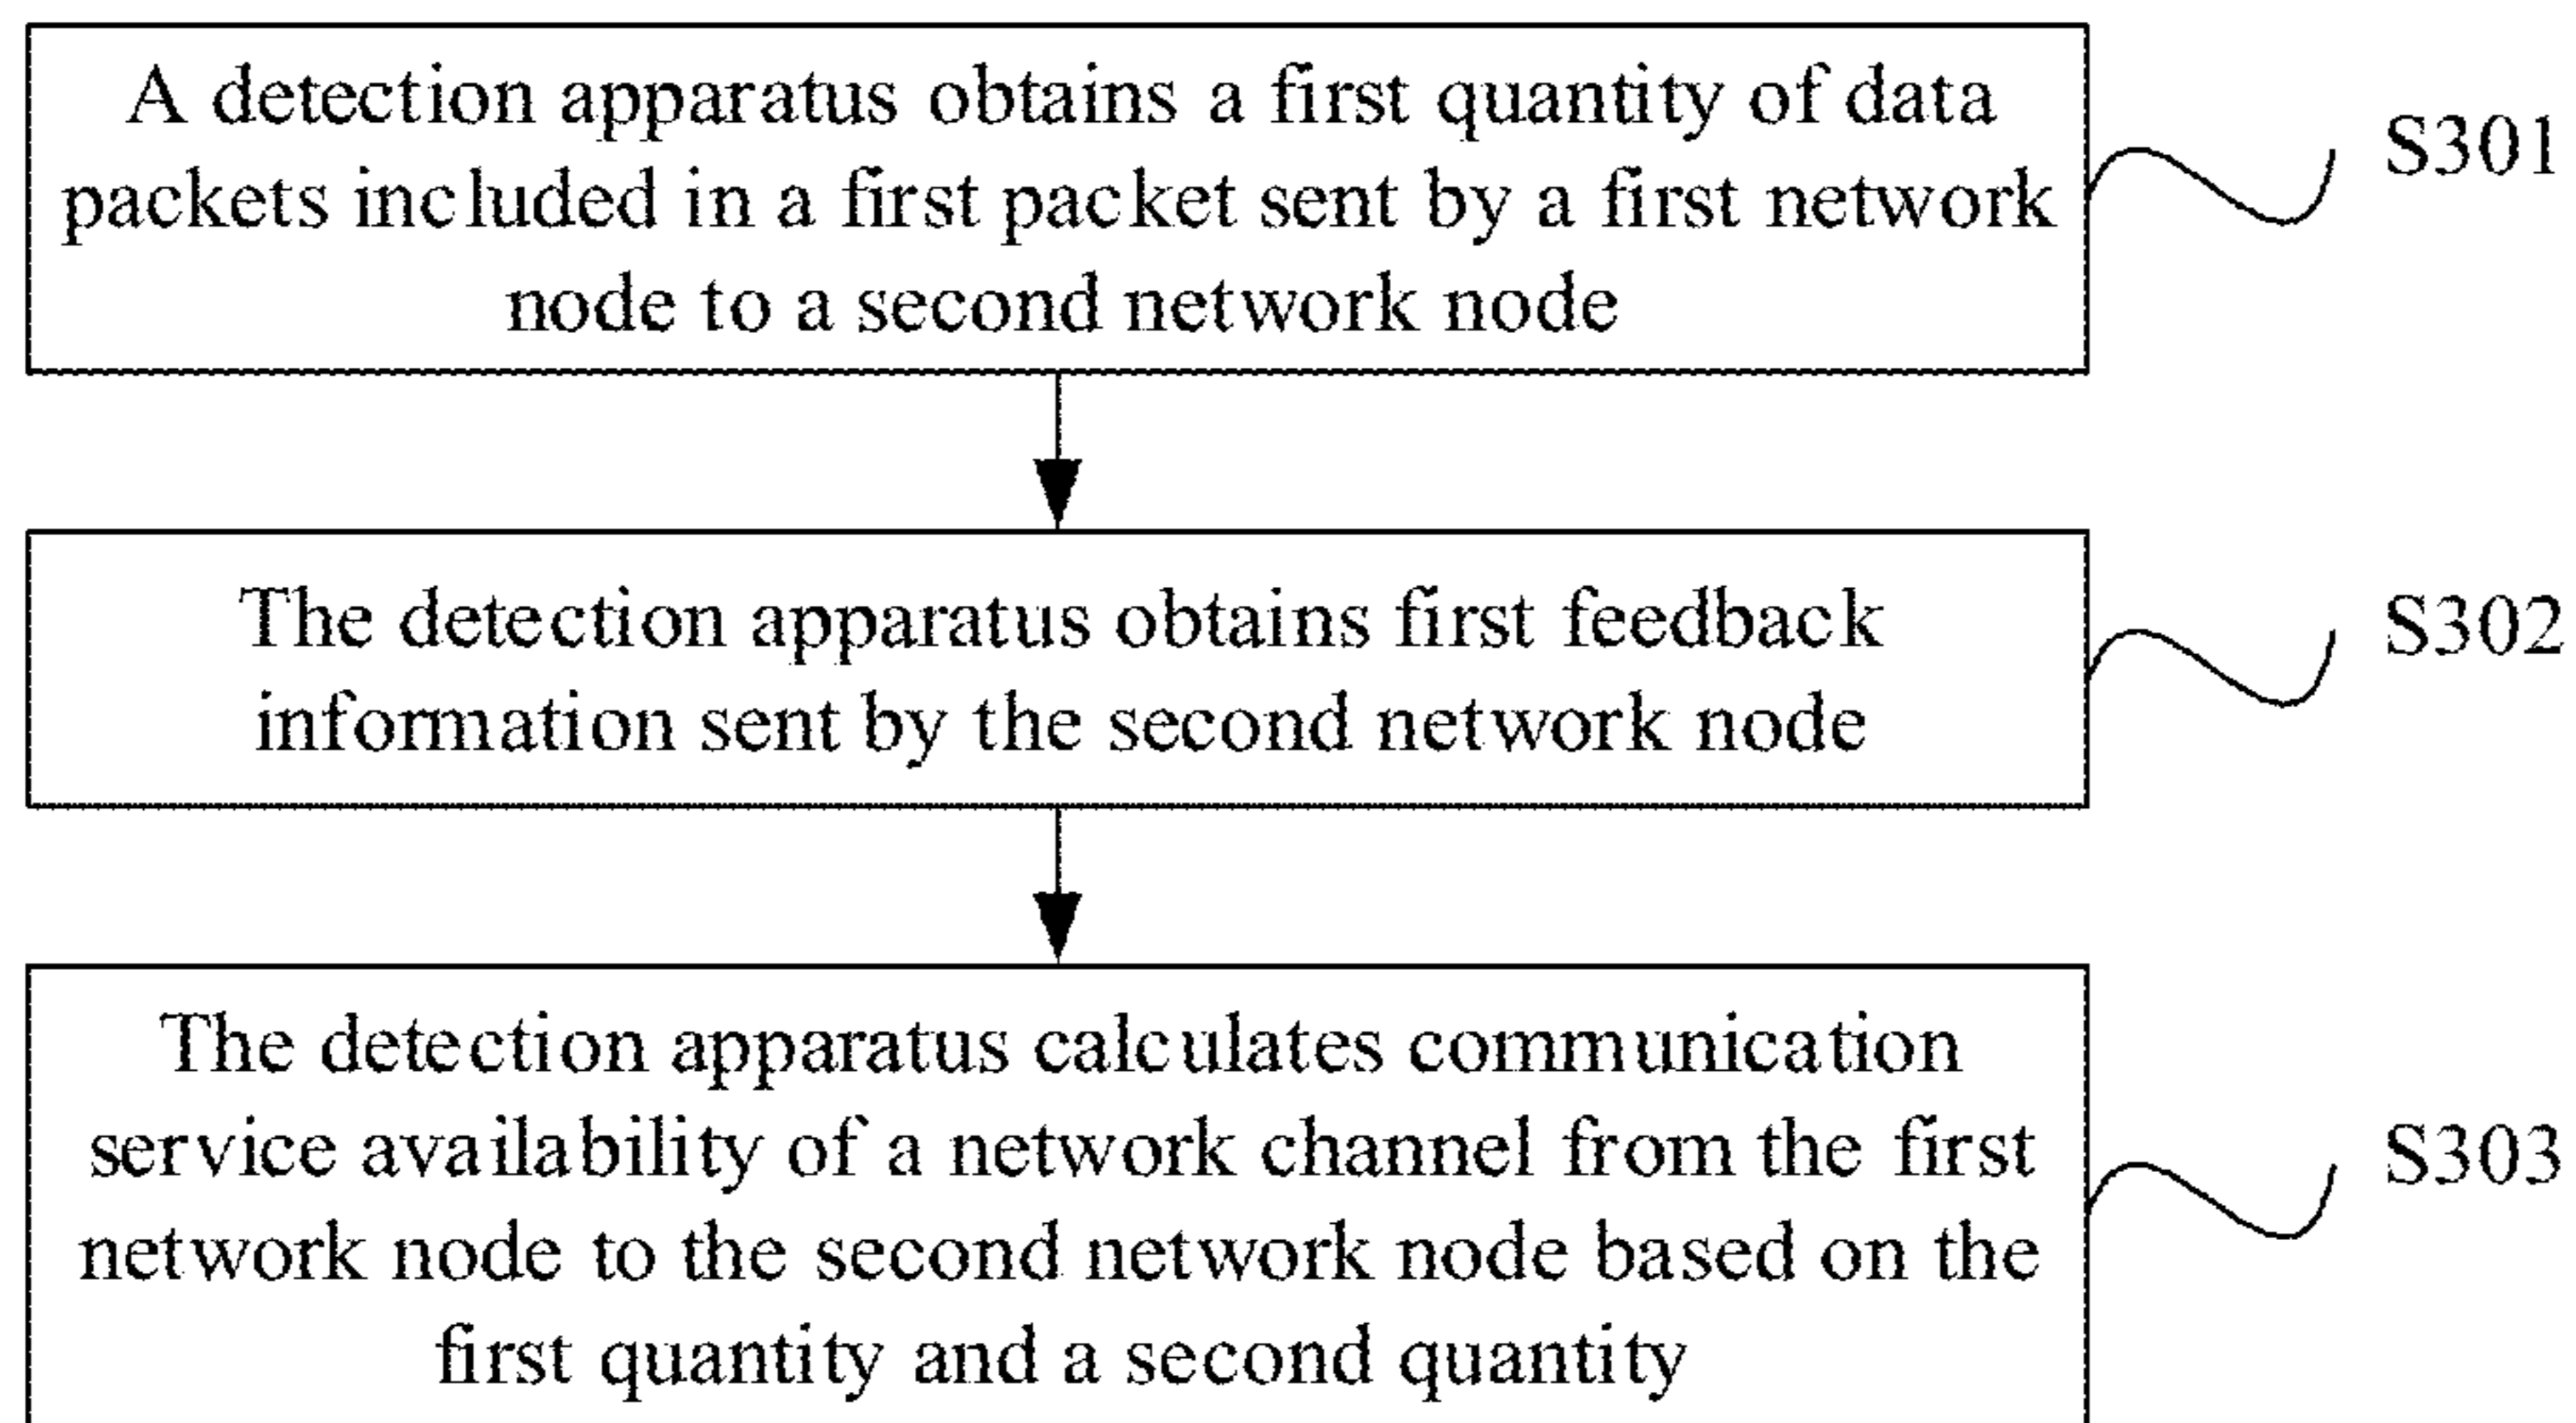 A detection apparatus obtains a first quantity of data
packets included in a first packet sent by a first network
node to a second network node
S301
The detection apparatus obtains first feedback
information sent by the second network node
S302
The detection apparatus calculates communication
service availability of a network channel from the first
network node to the second network node based on the
first quantity and a second quantity
S303